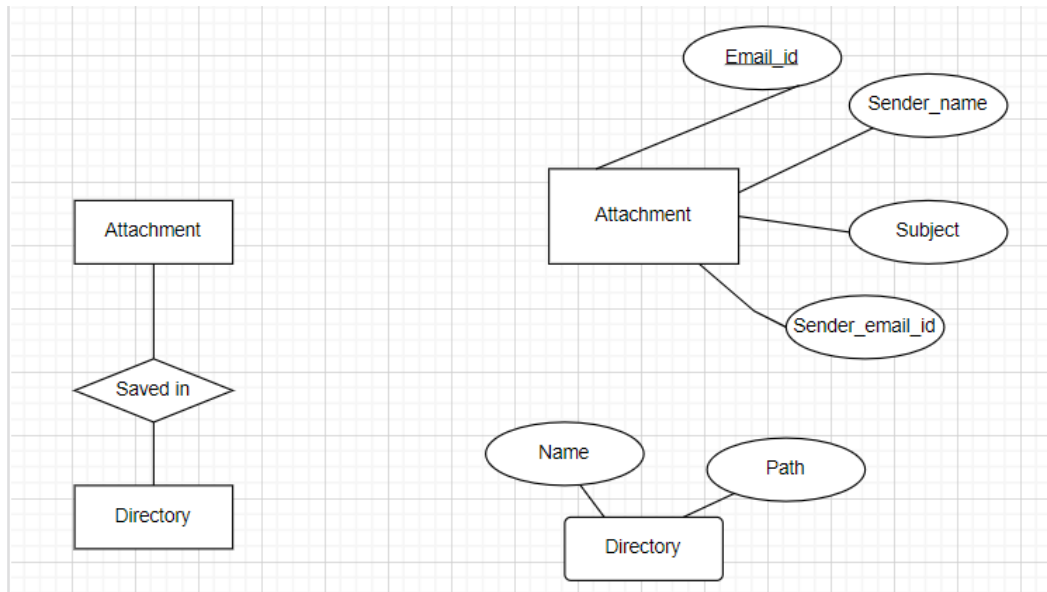 Email_id
Sender_name
Attachment
Attachment
Subject
Sender_email_id
Saved in
Name
Path
Directory
Directory